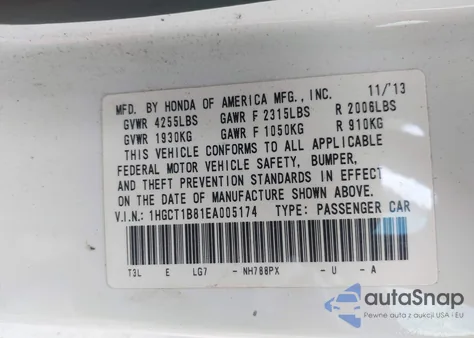 MFD. BY HONDA OF AMERICA MFG., INC. 11/'13
GVWR 4255LBS GAWR F 2315LBS R 2006LBS
GVWR 1930KG GAWR F 1050KG R 910KG
THIS VEHICLE CONFORMS TO ALL APPLICABLE
FEDERAL MOTOR VEHICLE SAFETY, BUMPER,
AND THEFT PREVENTION STANDARDS IN EFFECT
ON THE DATE OF MANUFACTURE SHOWN ABOVE.
V.I.N.: 1HGCT1B81EA005174 TYPE: PASSENGER CAR
T3L E LG7 -NH788PX -U -A
autoSnap
Pewne auta z aukcji USA i EU